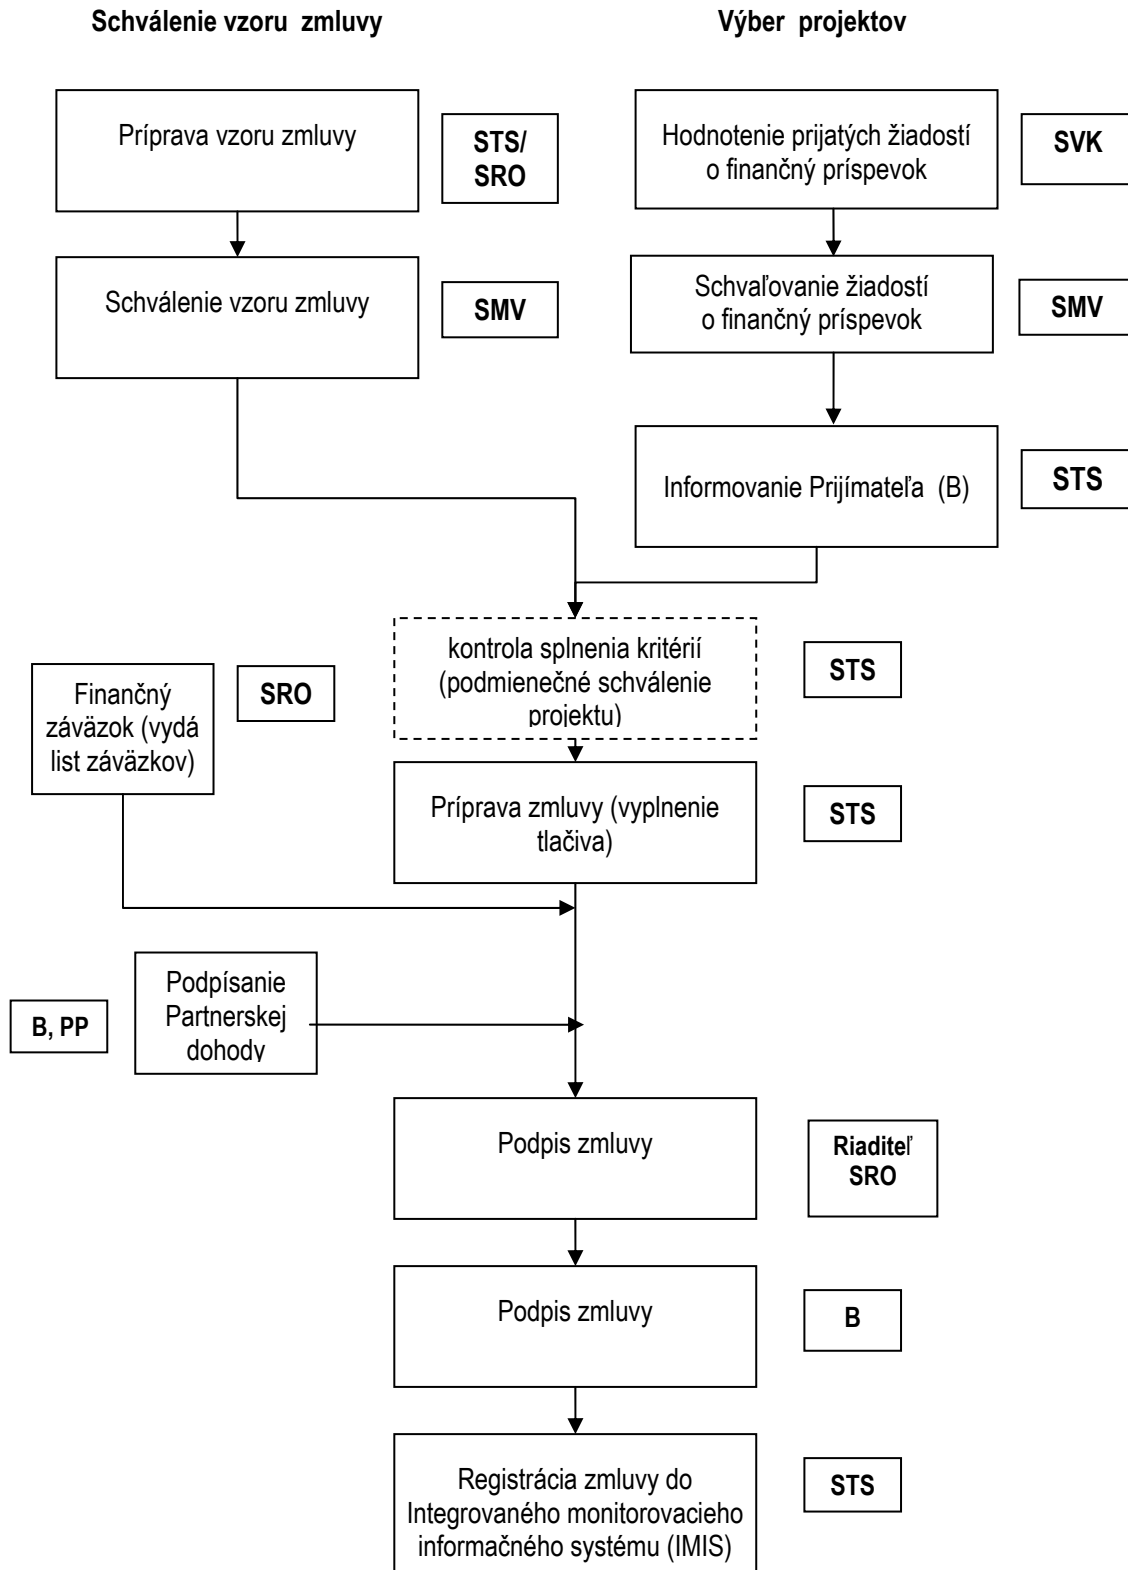 Schválenie vzoru zmluvy
Výber projektov
Príprava vzoru zmluvy
STS/
SRO
Hodnotenie prijatých žiadostí
o finančný príspevok
SVK
Schválenie vzoru zmluvy
SMV
Schvaľovanie žiadostí
o finančný príspevok
SMV
Informovanie Prijímateľa (B)
STS
kontrola splnenia kritérií
(podmienečné schválenie
projektu)
STS
Finančný
záväzok (vydá
list záväzkov)
SRO
Príprava zmluvy (vyplnenie
tlačiva)
STS
B, PP
Podpísanie
Partnerskej
dohody
Podpis zmluvy
Riaditeľ
SRO
Podpis zmluvy
B
Registrácia zmluvy do
Integrovaného monitorovacieho
informačného systému (IMIS)
STS